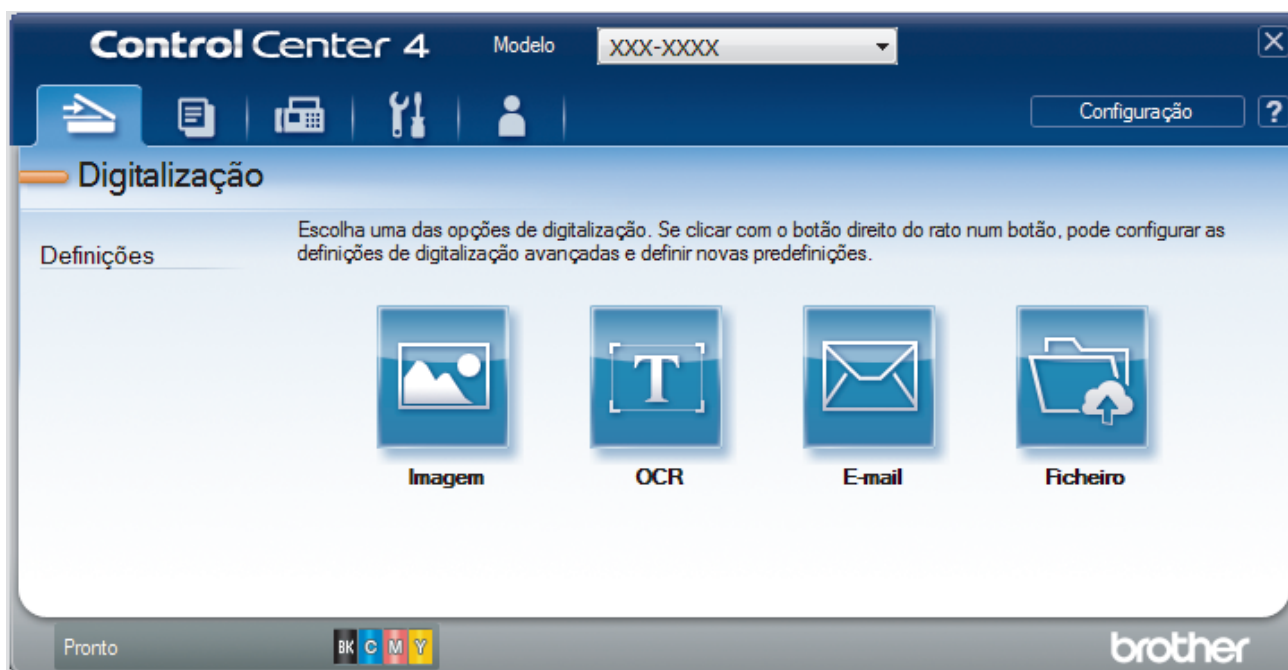 Control Center 4
Modelo
XXX-XXXX
Configuração
?
Digitalização
Definições
Escolha uma das opções de digitalização. Se clicar com o botão direito do rato num botão, pode configurar as
definições de digitalização avançadas e definir novas predefinições.
T
Imagem
OCR
E-mail
Ficheiro
Pronto
BK C M Y
brother